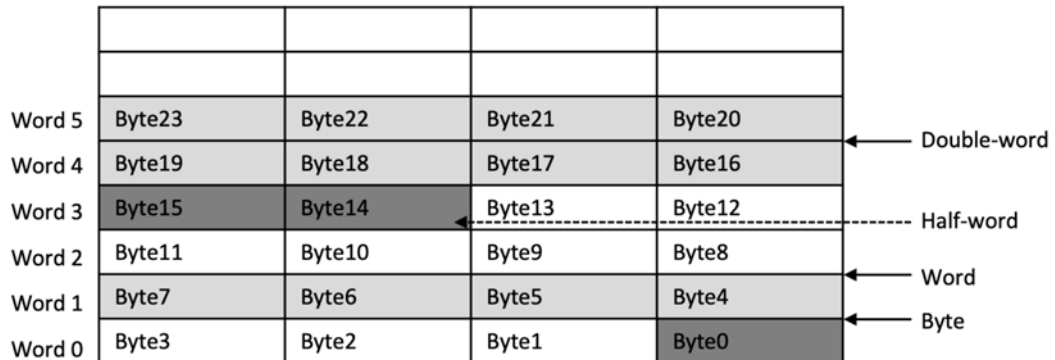 Word 5 Byte23 Byte22 Byte21 Byte20
Double-word
Word 4 Byte19 Byte18 Byte17 Byte16
Word 3 Byte15 Byte14 Byte13 Byte12
Half-word
Word 2 Byte11 Byte10 Byte9 Byte8
Word
Word 1 Byte7 Byte6 Byte5 Byte4
Byte
Word 0 Byte3 Byte2 Byte1 Byte0